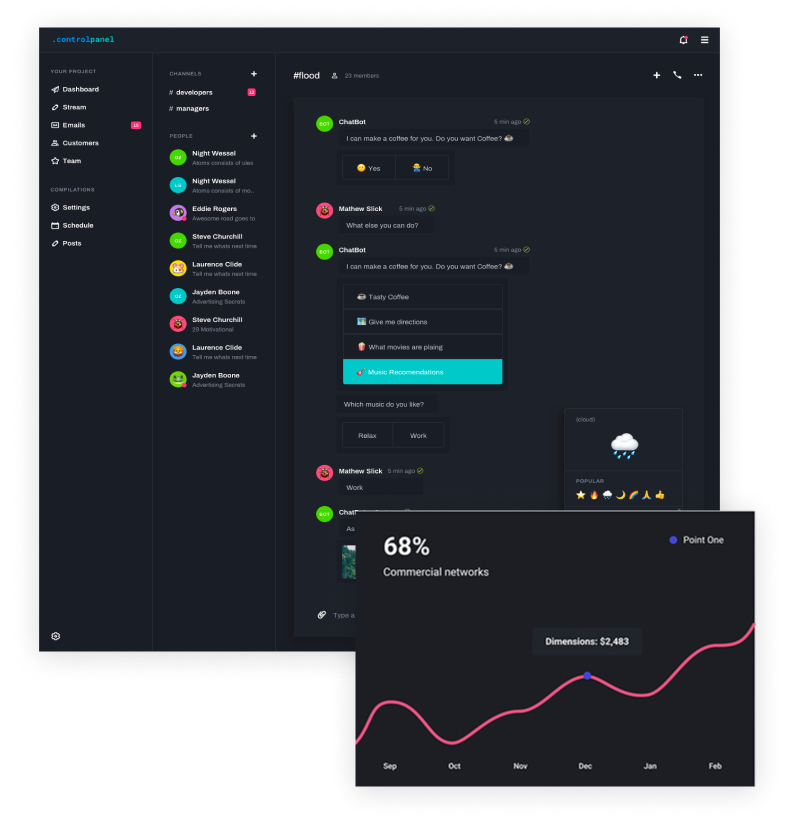 .controlpanel
YOUR PROJECT
Dashboard
Stream
Emails
Customers
Team
COMPILATIONS
Settings
Schedule
Posts
CHANNELS +
# developers
# managers
PEOPLE +
OZ
Night Wessel
Atoms consists of ules
Night Wessel
Atoms consists of mo..
Eddie Rogers
Awesome road goes to
OZ
Steve Churchill
Tell me whats next time
Laurence Clide
Tell me whats next time
OZ
Jayden Boone
Advertising Secrets
Steve Churchill
29 Motivational
Laurence Clide
Tell me whats next time
Jayden Boone
Advertising Secrets
#flood 23 members
BOT
ChatBot 5 min ago
I can make a coffee for you. Do you want Coffee? ☕
😁 Yes No
Mathew Slick 5 min ago
What else you can do?
BOT
ChatBot 5 min ago
I can make a coffee for you. Do you want Coffee? ☕
☕ Tasty Coffee
🗺️ Give me directions
🍿 What movies are plaing
🎸 Music Recomendations
Which music do you like?
Relax Work
Mathew Slick 5 min ago
Work
BOT
As
Type a
(cloud)
POPULAR
68%
Commercial networks
Point One
Dimensions: $2,483
Sep Oct Nov Dec Jan Feb